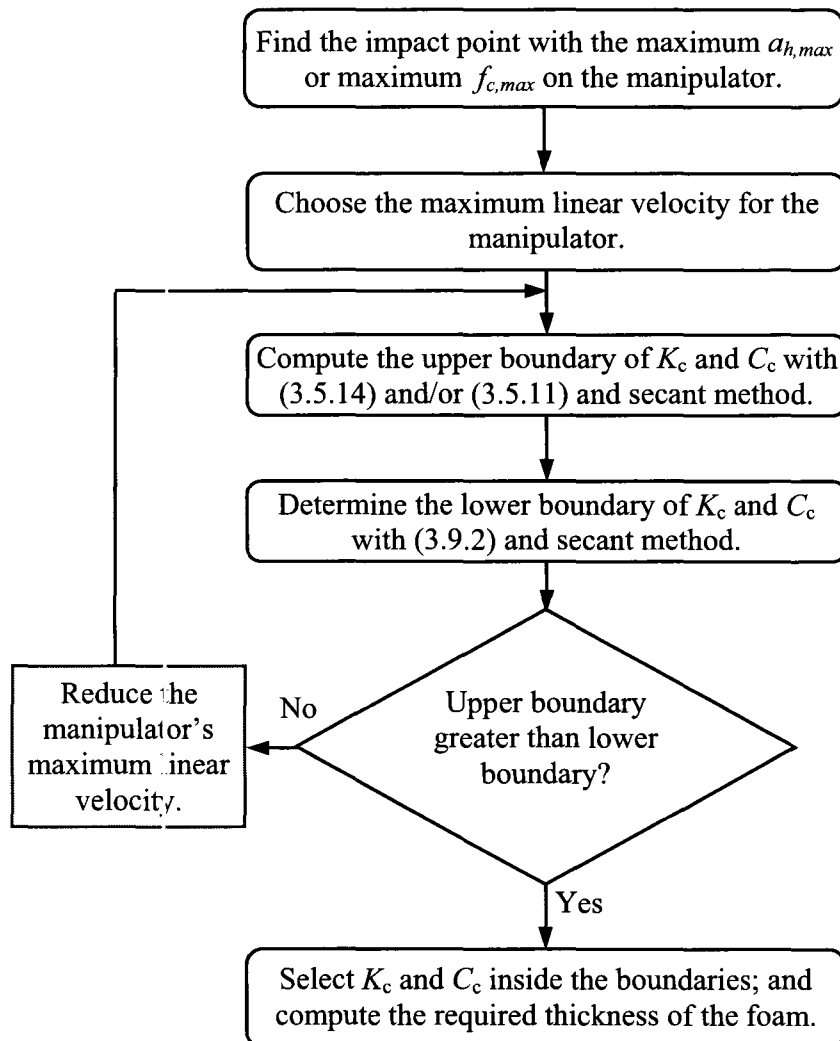 Find the impact point with the maximum a_h,max
or maximum f_c,max on the manipulator.
Choose the maximum linear velocity for the
manipulator.
Compute the upper boundary of K_c and C_c with
(3.5.14) and/or (3.5.11) and secant method.
Determine the lower boundary of K_c and C_c
with (3.9.2) and secant method.
Upper boundary
greater than lower
boundary?
No
Reduce the
manipulator's
maximum linear
velocity.
Yes
Select K_c and C_c inside the boundaries; and
compute the required thickness of the foam.